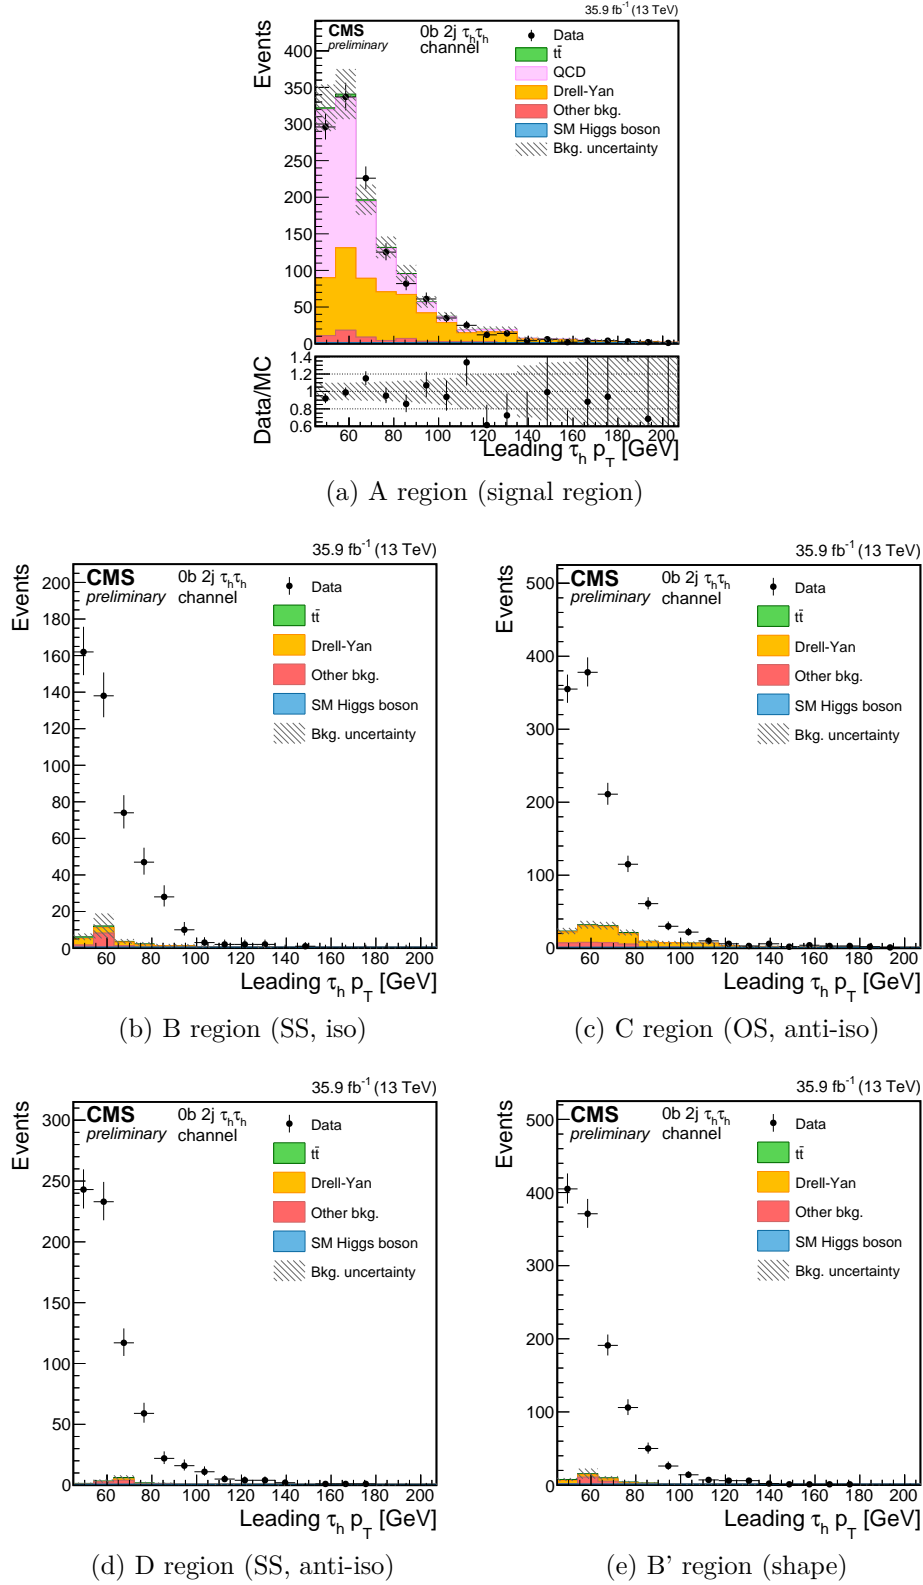 35.9 fb⁻¹ (13 TeV)
CMS
preliminary
0b 2j τₕτₕ
channel
Data
tt̄
QCD
Drell-Yan
Other bkg.
SM Higgs boson
Bkg. uncertainty
Events
400
350
300
250
200
150
100
50
0
Data/MC
1.4
1.2
1
0.8
0.6
60 80 100 120 140 160 180 200
Leading τₕ p_T [GeV]
(a) A region (signal region)
35.9 fb⁻¹ (13 TeV)
CMS
preliminary
0b 2j τₕτₕ
channel
Data
tt̄
Drell-Yan
Other bkg.
SM Higgs boson
Bkg. uncertainty
Events
200
180
160
140
120
100
80
60
40
20
0
60 80 100 120 140 160 180 200
Leading τₕ p_T [GeV]
(b) B region (SS, iso)
35.9 fb⁻¹ (13 TeV)
CMS
preliminary
0b 2j τₕτₕ
channel
Data
tt̄
Drell-Yan
Other bkg.
SM Higgs boson
Bkg. uncertainty
Events
500
400
300
200
100
0
60 80 100 120 140 160 180 200
Leading τₕ p_T [GeV]
(c) C region (OS, anti-iso)
35.9 fb⁻¹ (13 TeV)
CMS
preliminary
0b 2j τₕτₕ
channel
Data
tt̄
Drell-Yan
Other bkg.
SM Higgs boson
Bkg. uncertainty
Events
300
250
200
150
100
50
0
60 80 100 120 140 160 180 200
Leading τₕ p_T [GeV]
(d) D region (SS, anti-iso)
35.9 fb⁻¹ (13 TeV)
CMS
preliminary
0b 2j τₕτₕ
channel
Data
tt̄
Drell-Yan
Other bkg.
SM Higgs boson
Bkg. uncertainty
Events
500
400
300
200
100
0
60 80 100 120 140 160 180 200
Leading τₕ p_T [GeV]
(e) B' region (shape)